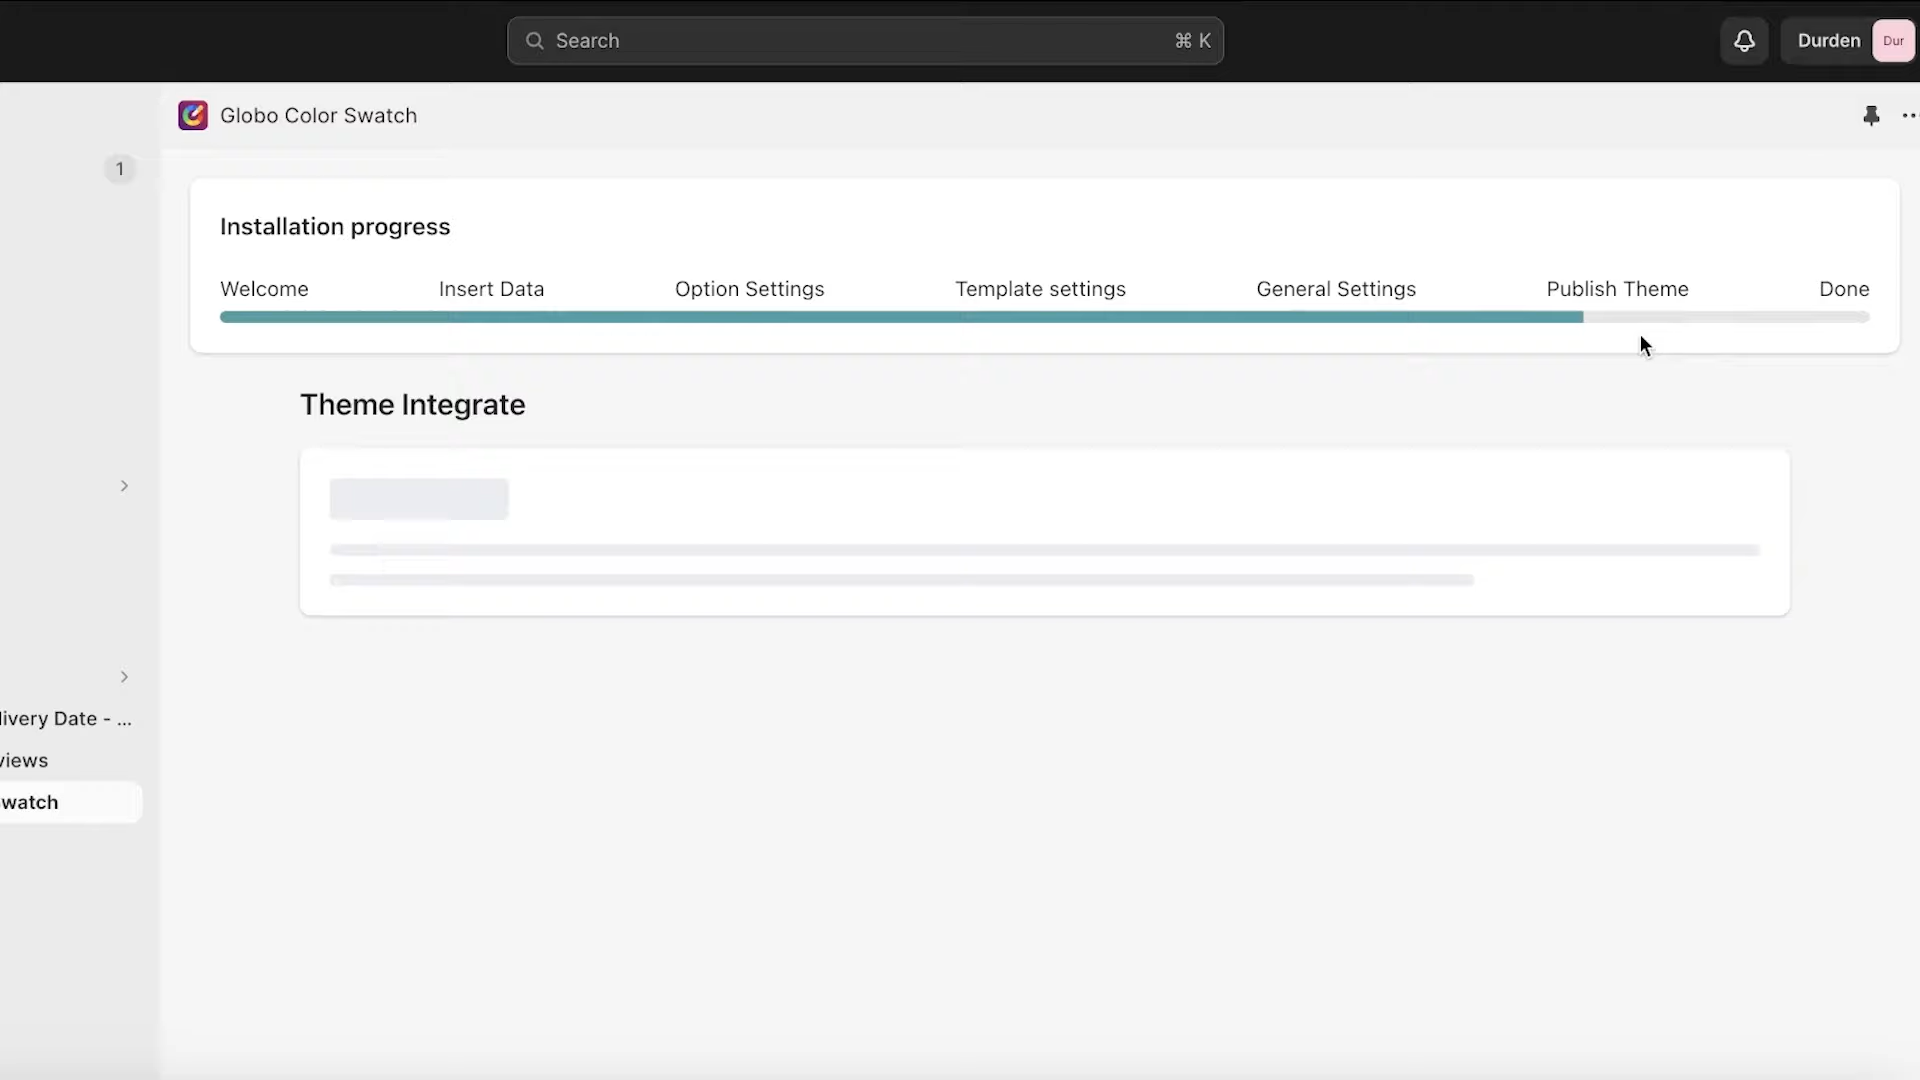 Search ⌘ K
Durden Dur
Globo Color Swatch
1
Installation progress
Welcome Insert Data Option Settings Template settings General Settings Publish Theme Done
Theme Integrate
livery Date - ...
views
watch